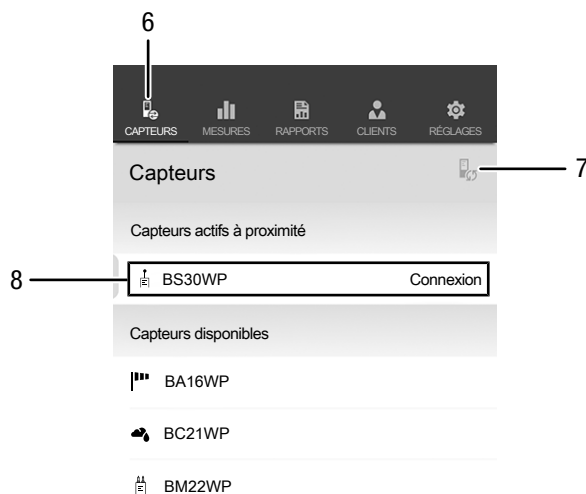 6
CAPTEURS MESURES RAPPORTS CLIENTS RÉGLAGES
Capteurs
7
Capteurs actifs à proximité
8
BS30WP Connexion
Capteurs disponibles
BA16WP
BC21WP
BM22WP